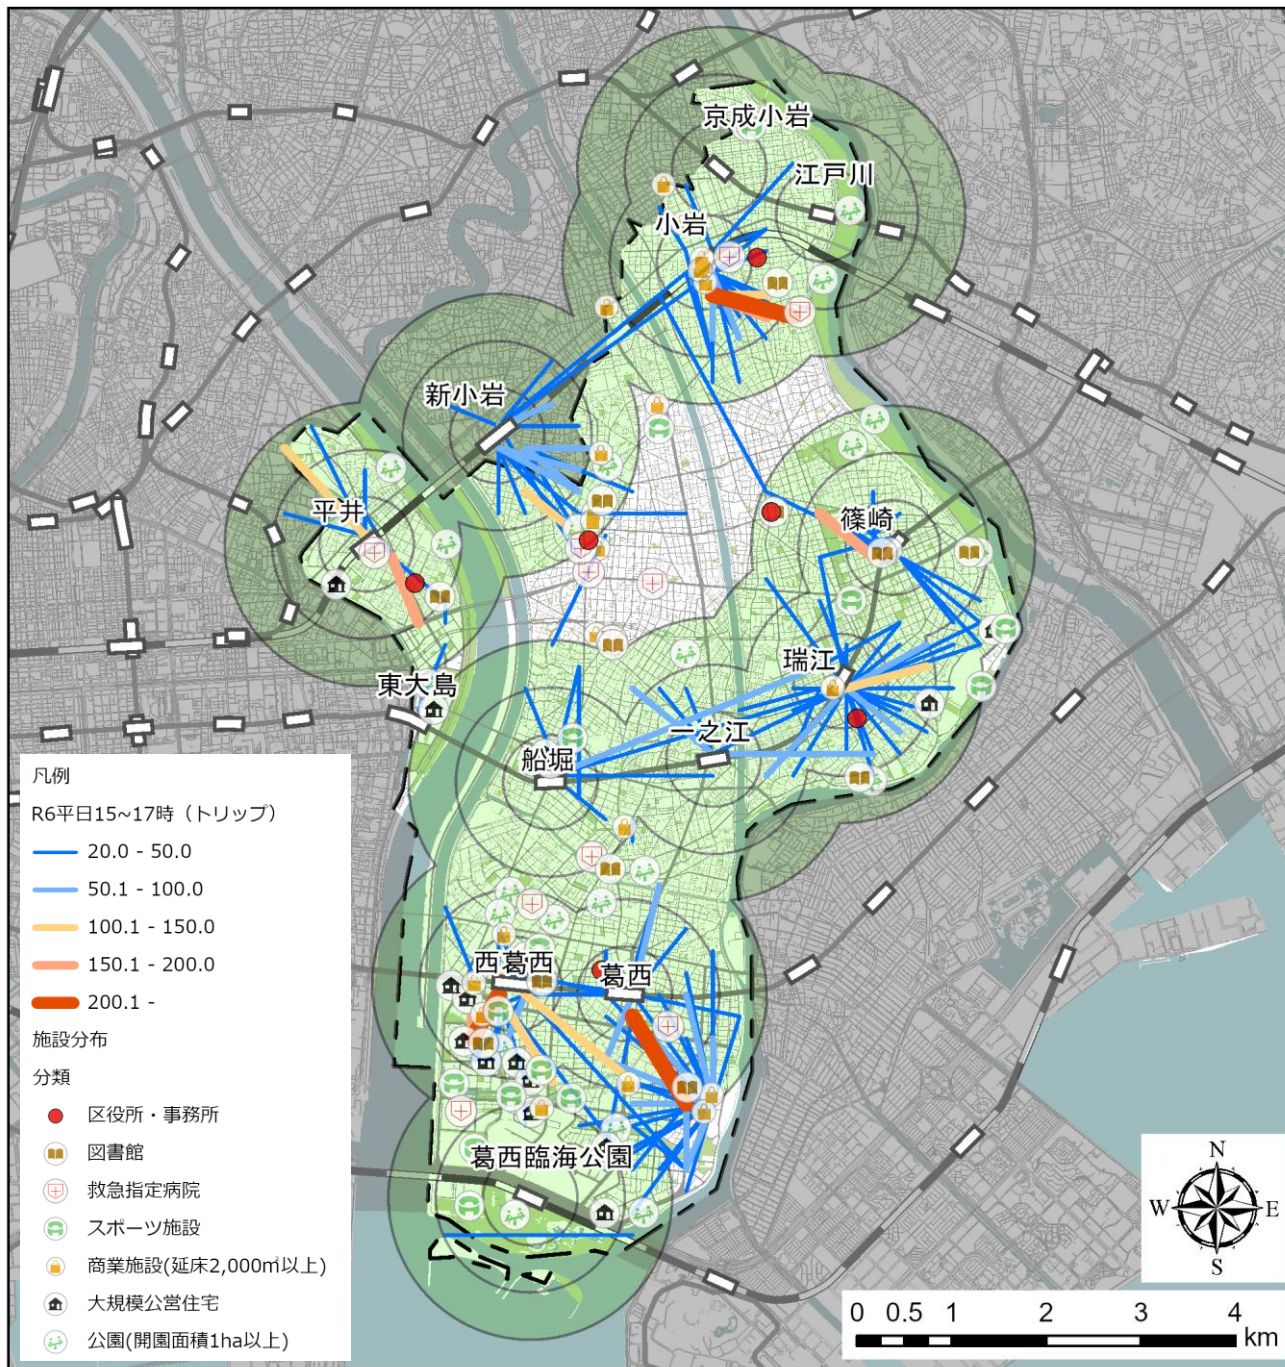 京成小岩
江戸川
小岩
新小岩
平井
篠崎
瑞江
東大島
一之江
船堀
西葛西
葛西
葛西臨海公園
凡例
R6平日15~17時（トリップ）
20.0 - 50.0
50.1 - 100.0
100.1 - 150.0
150.1 - 200.0
200.1 -
施設分布
分類
区役所・事務所
図書館
救急指定病院
スポーツ施設
商業施設(延床2,000㎡以上)
大規模公営住宅
公園(開園面積1ha以上)
N
W E
S
0 0.5 1 2 3 4
km